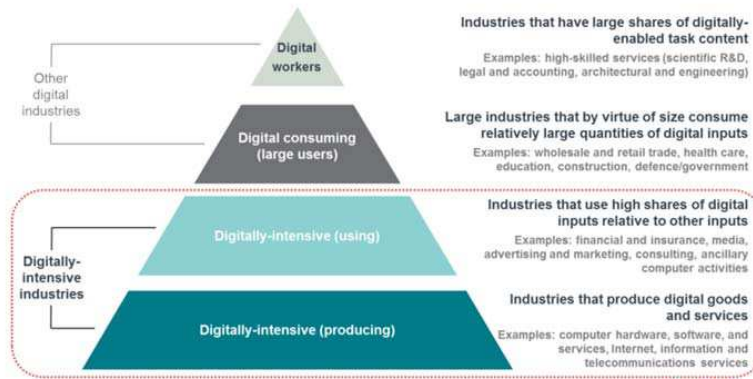 Digital
workers
Industries that have large shares of digitally-
enabled task content
Examples: high-skilled services (scientific R&D,
legal and accounting, architectural and engineering)
Other
digital
industries
Digital consuming
(large users)
Large industries that by virtue of size consume
relatively large quantities of digital inputs
Examples: wholesale and retail trade, health care,
education, construction, defence/government
Digitally-
intensive
industries
Digitally-intensive (using)
Industries that use high shares of digital
inputs relative to other inputs
Examples: financial and insurance, media,
advertising and marketing, consulting, ancillary
computer activities
Digitally-intensive (producing)
Industries that produce digital goods
and services
Examples: computer hardware, software, and
services, Internet, information and
telecommunications services